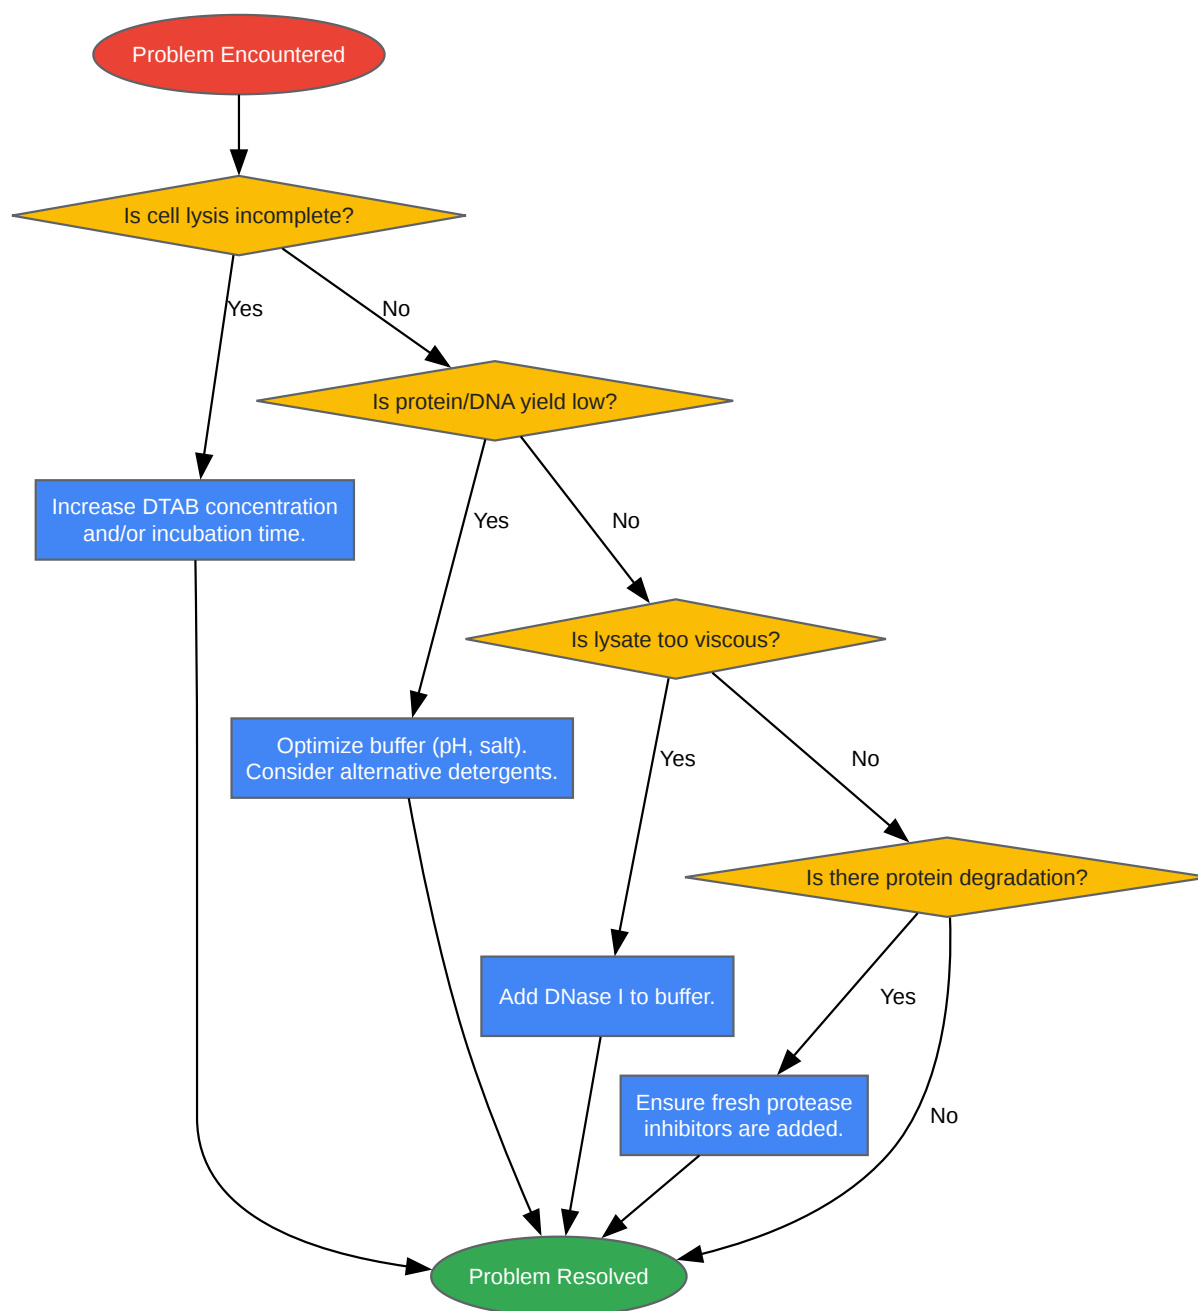 Problem Encountered
Is cell lysis incomplete?
Yes
No
Is protein/DNA yield low?
Increase DTAB concentration
and/or incubation time.
Yes
No
Is lysate too viscous?
Optimize buffer (pH, salt).
Consider alternative detergents.
Yes
No
Is there protein degradation?
Add DNase I to buffer.
Yes
Ensure fresh protease
inhibitors are added.
No
Problem Resolved